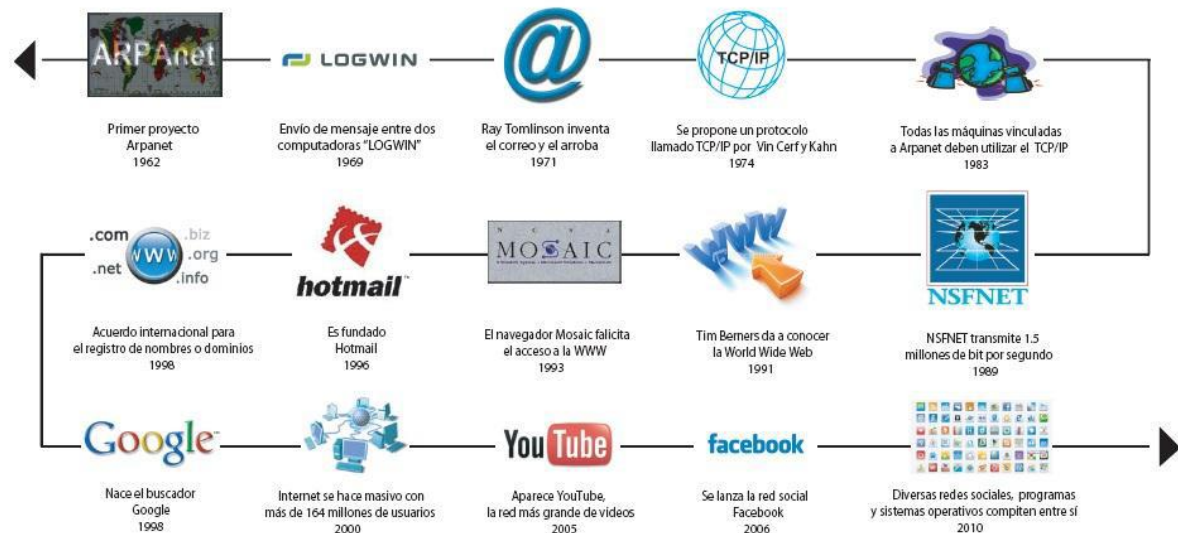 ARPAnet
Primer proyecto
Arpanet
1962
LOGWIN
Envío de mensaje entre dos
computadoras “LOGWIN”
1969
@
Ray Tomlinson inventa
el correo y el arroba
1971
TCP/IP
Se propone un protocolo
llamado TCP/IP por Vin Cerf y Kahn
1974
Todas las máquinas vinculadas
a Arpanet deben utilizar el TCP/IP
1983
NSFNET
NSFNET transmite 1.5
millones de bit por segundo
1989
WWW
Tim Berners da a conocer
la World Wide Web
1991
NCSA
MOSAIC
El navegador Mosaic falicita
el acceso a la WWW
1993
hotmail™
Es fundado
Hotmail
1996
.com
.biz
.net
www
.org
.info
Acuerdo internacional para
el registro de nombres o dominios
1998
Google™
Nace el buscador
Google
1998
Internet se hace masivo con
más de 164 millones de usuarios
2000
YouTube
Aparece YouTube,
la red más grande de videos
2005
facebook
Se lanza la red social
Facebook
2006
Diversas redes sociales, programas
y sistemas operativos compiten entre sí
2010